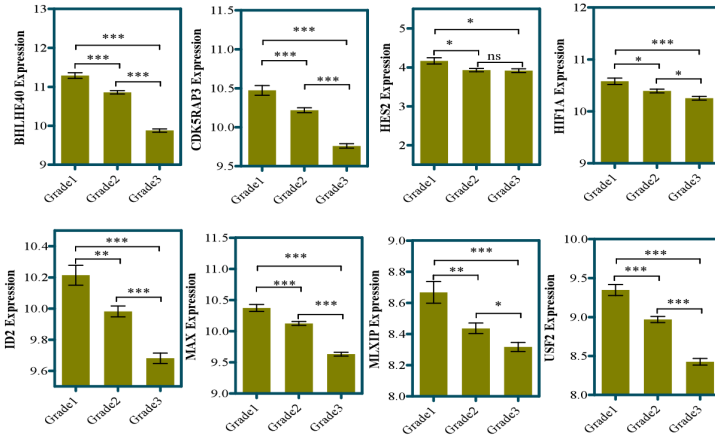 BHLHE40 Expression
13
12
11
10
9
***
***
***
Grade1
Grade2
Grade3
CDK5RAP3 Expression
11.5
11.0
10.5
10.0
9.5
***
***
***
Grade1
Grade2
Grade3
HES2 Expression
5
4
3
2
*
*
ns
Grade1
Grade2
Grade3
HIF1A Expression
12
11
10
9
***
*
*
Grade1
Grade2
Grade3
ID2 Expression
10.4
10.2
10.0
9.8
9.6
***
**
***
Grade1
Grade2
Grade3
MAX Expression
11.5
11.0
10.5
10.0
9.5
9.0
***
***
***
Grade1
Grade2
Grade3
MLXIP Expression
9.0
8.8
8.6
8.4
8.2
8.0
***
**
*
Grade1
Grade2
Grade3
USF2 Expression
10.0
9.5
9.0
8.5
8.0
***
***
***
Grade1
Grade2
Grade3